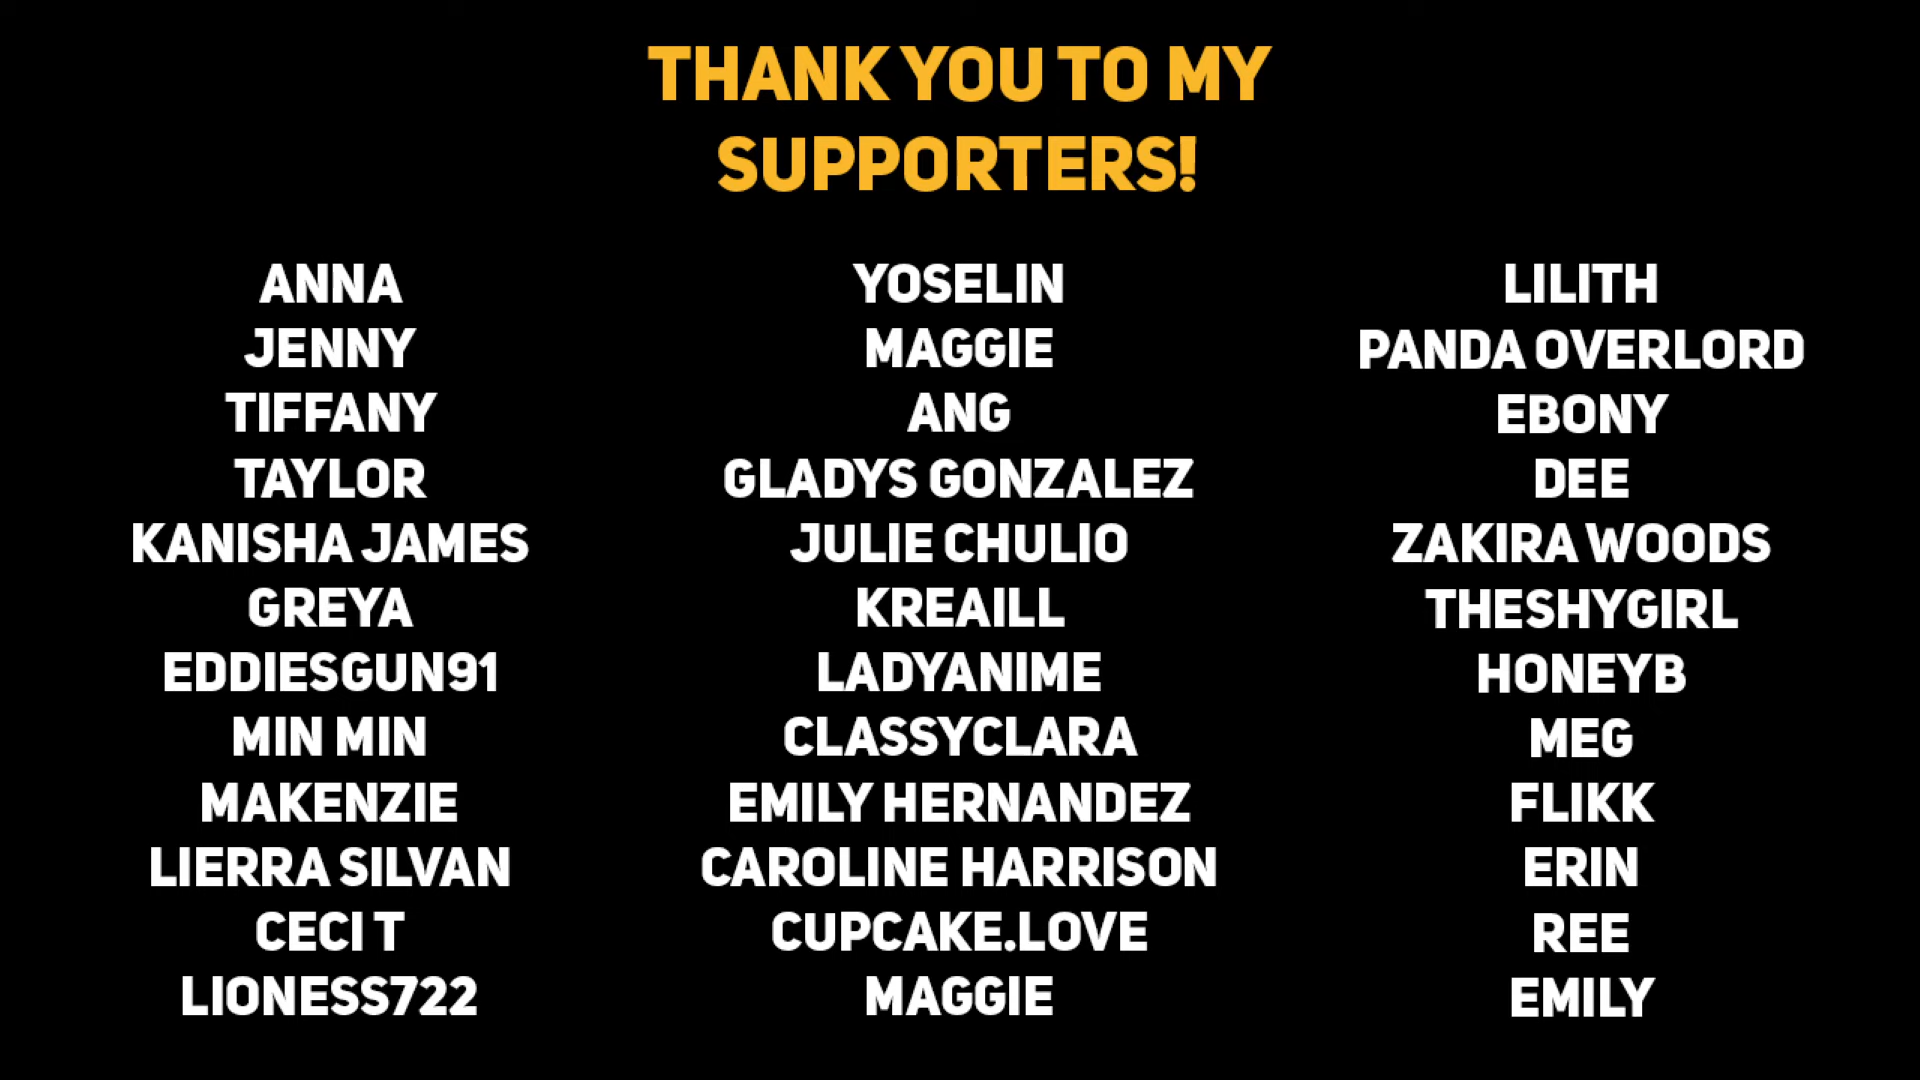 THANK YOU TO MY
SUPPORTERS!
ANNA
JENNY
TIFFANY
TAYLOR
KANISHA JAMES
GREYA
EDDIESGUN91
MIN MIN
MAKENZIE
LIERRA SILVAN
CECI T
LIONESS722
YOSELIN
MAGGIE
ANG
GLADYS GONZALEZ
JULIE CHULIO
KREAILL
LADYANIME
CLASSYCLARA
EMILY HERNANDEZ
CAROLINE HARRISON
CUPCAKE.LOVE
MAGGIE
LILITH
PANDA OVERLORD
EBONY
DEE
ZAKIRA WOODS
THESHYGIRL
HONEYB
MEG
FLIKK
ERIN
REE
EMILY